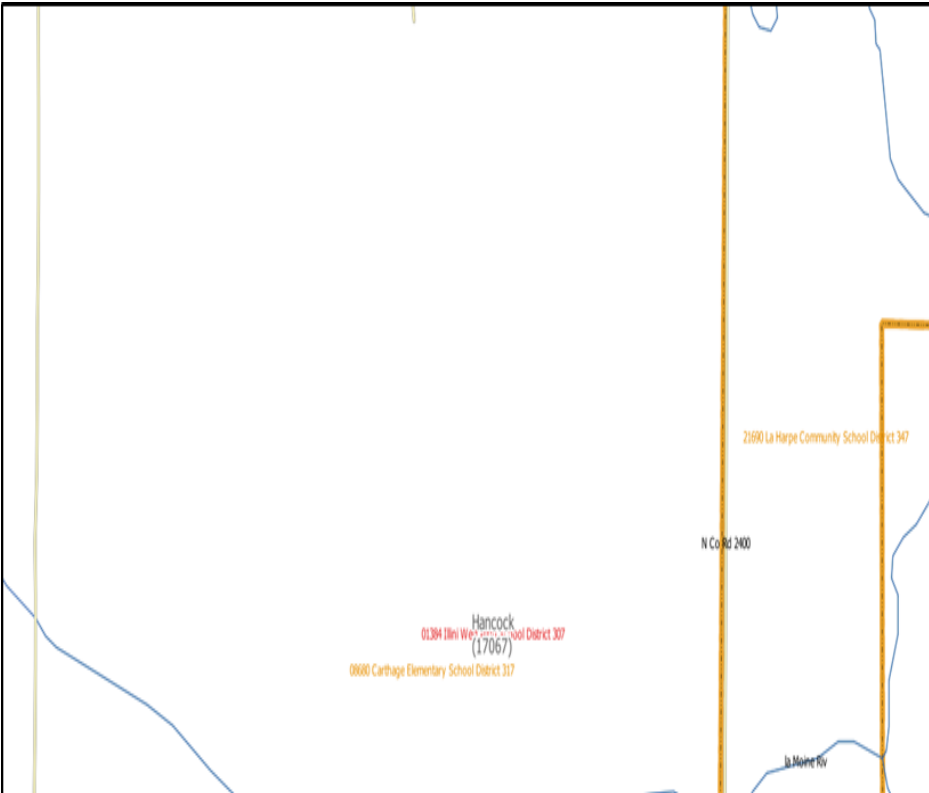 21690 La Harpe Community School District 347
N Co Rd 2400
Hancock
01384 Illini West School District 307
(17067)
08680 Carthage Elementary School District 317
la Moine Riv